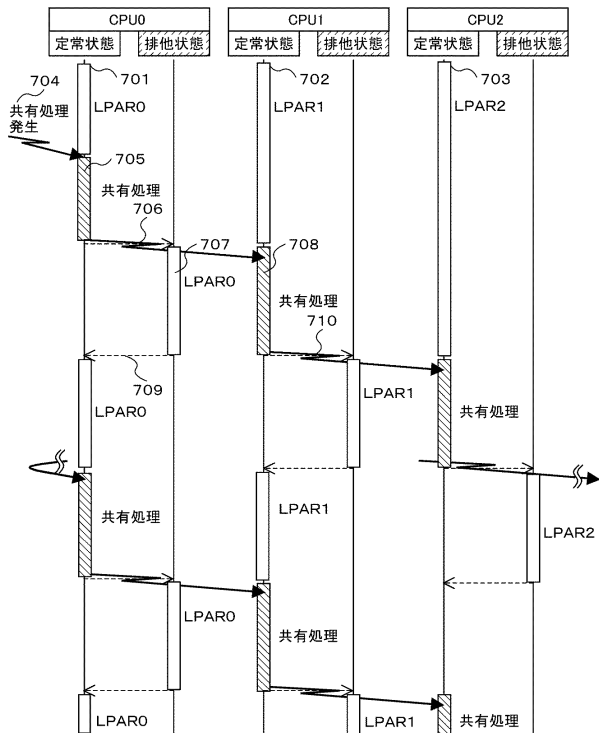 CPU0 CPU1 CPU2
定常状態 排他状態 定常状態 排他状態 定常状態 排他状態
704 701 702 703
共有処理
発生
LPAR0 LPAR1 LPAR2
705
共有処理
706 707 708
LPAR0
共有処理
710
709
LPAR0 LPAR1 共有処理
共有処理 LPAR1 LPAR2
LPAR0 共有処理
LPAR0 LPAR1 共有処理